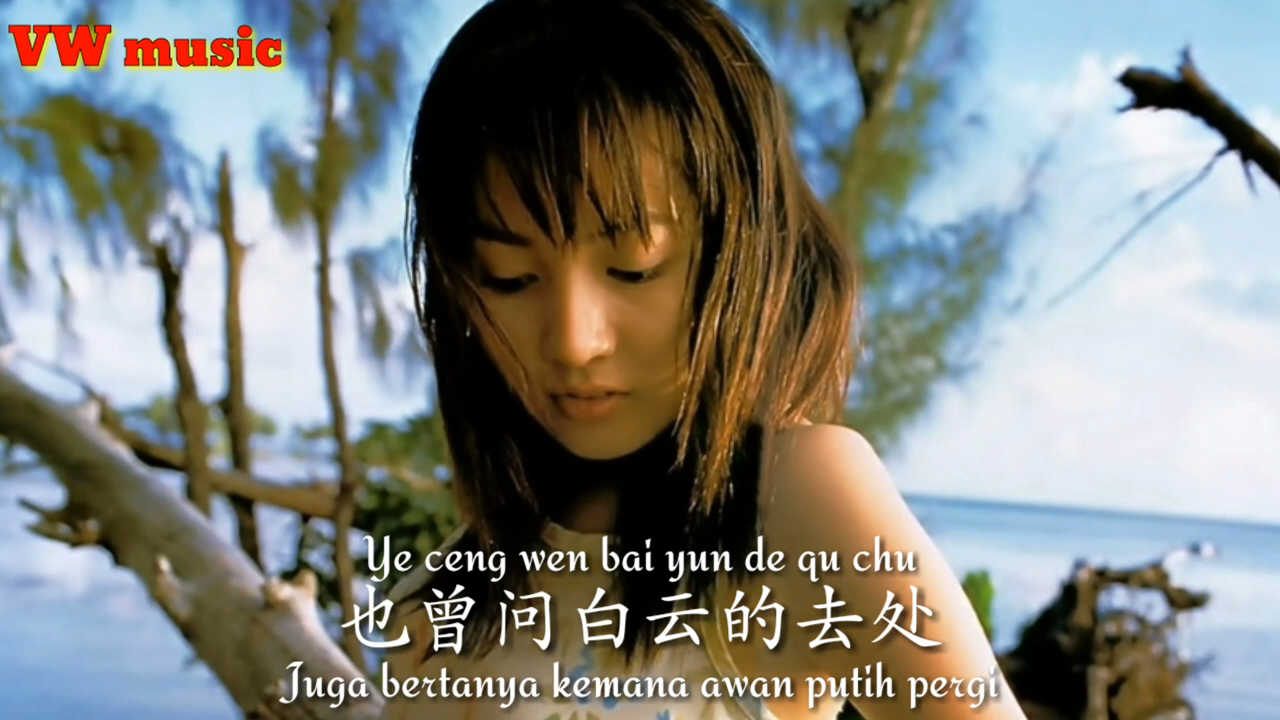 VW music
Ye ceng wen bai yun de qu chu
也曾问白云的去处
Juga bertanya kemana awan putih pergi